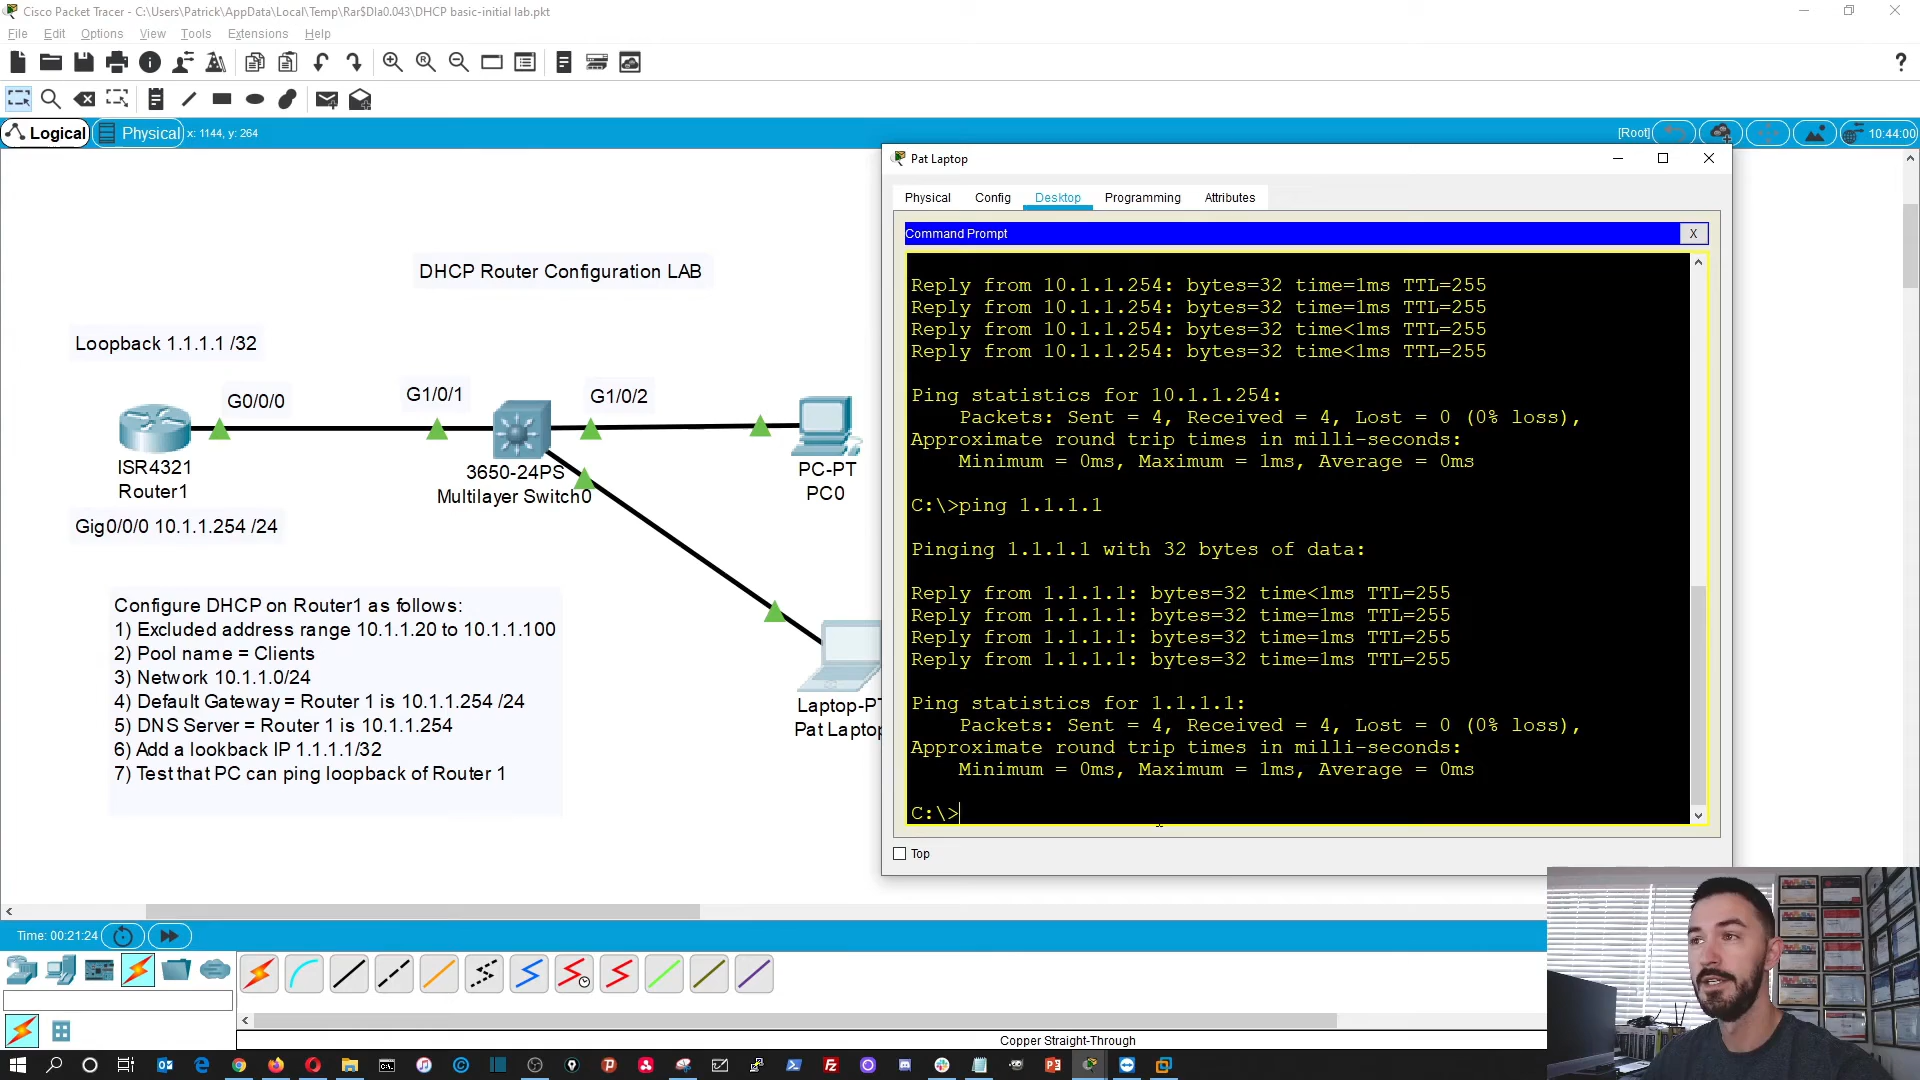 Cisco Packet Tracer - C:\Users\Patrick\AppData\Local\Temp\Rar$DIa0.043\DHCP basic-initial lab.pkt
File Edit Options View Tools Extensions Help
?
Logical Physical x: 1144, y: 264 [Root] 10:44:00
Pat Laptop
Physical Config Desktop Programming Attributes
Command Prompt X
Reply from 10.1.1.254: bytes=32 time=1ms TTL=255
Reply from 10.1.1.254: bytes=32 time=1ms TTL=255
Reply from 10.1.1.254: bytes=32 time<1ms TTL=255
Reply from 10.1.1.254: bytes=32 time<1ms TTL=255
Ping statistics for 10.1.1.254:
Packets: Sent = 4, Received = 4, Lost = 0 (0% loss),
Approximate round trip times in milli-seconds:
Minimum = 0ms, Maximum = 1ms, Average = 0ms
C:\>ping 1.1.1.1
Pinging 1.1.1.1 with 32 bytes of data:
Reply from 1.1.1.1: bytes=32 time<1ms TTL=255
Reply from 1.1.1.1: bytes=32 time=1ms TTL=255
Reply from 1.1.1.1: bytes=32 time=1ms TTL=255
Reply from 1.1.1.1: bytes=32 time=1ms TTL=255
Ping statistics for 1.1.1.1:
Packets: Sent = 4, Received = 4, Lost = 0 (0% loss),
Approximate round trip times in milli-seconds:
Minimum = 0ms, Maximum = 1ms, Average = 0ms
C:\>
Top
DHCP Router Configuration LAB
Loopback 1.1.1.1 /32
G0/0/0
G1/0/1
G1/0/2
ISR4321
Router1
3650-24PS
Multilayer Switch0
PC-PT
PC0
Gig0/0/0 10.1.1.254 /24
Laptop-PT
Pat Laptop
Configure DHCP on Router1 as follows:
1) Excluded address range 10.1.1.20 to 10.1.1.100
2) Pool name = Clients
3) Network 10.1.1.0/24
4) Default Gateway = Router 1 is 10.1.1.254 /24
5) DNS Server = Router 1 is 10.1.1.254
6) Add a lookback IP 1.1.1.1/32
7) Test that PC can ping loopback of Router 1
Time: 00:21:24
Copper Straight-Through